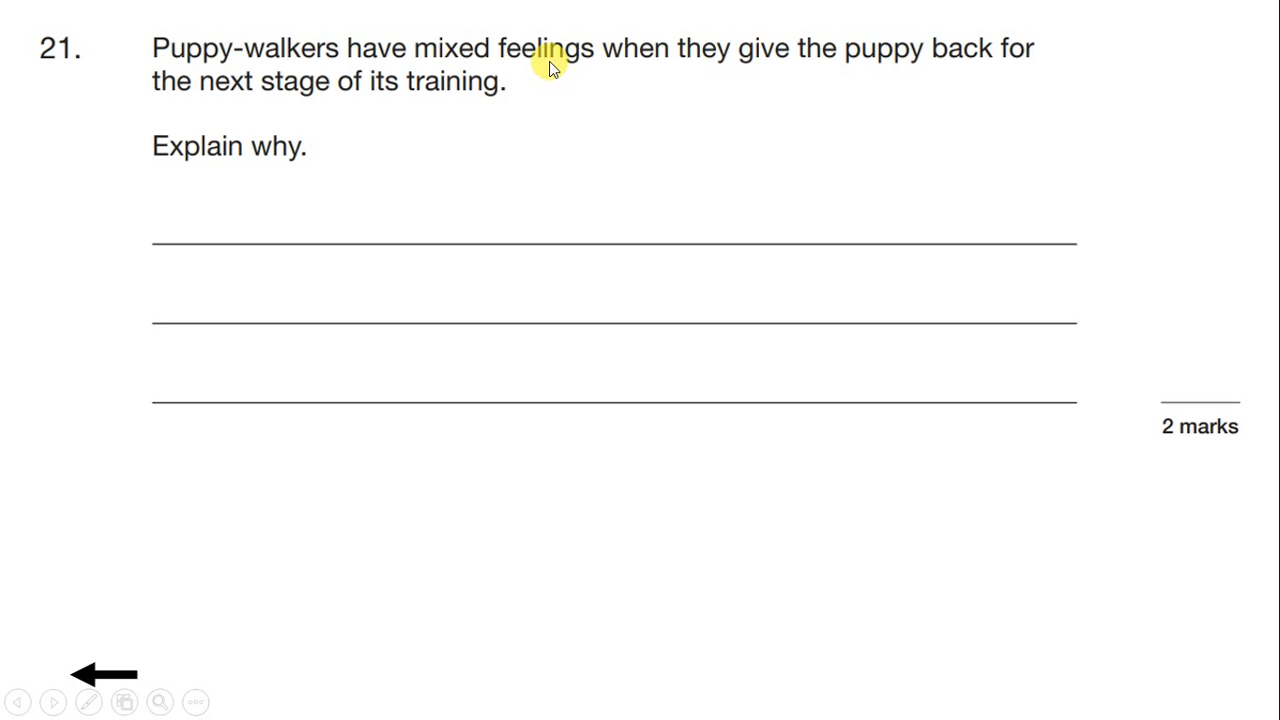 21. Puppy-walkers have mixed feelings when they give the puppy back for
the next stage of its training.
Explain why.
2 marks